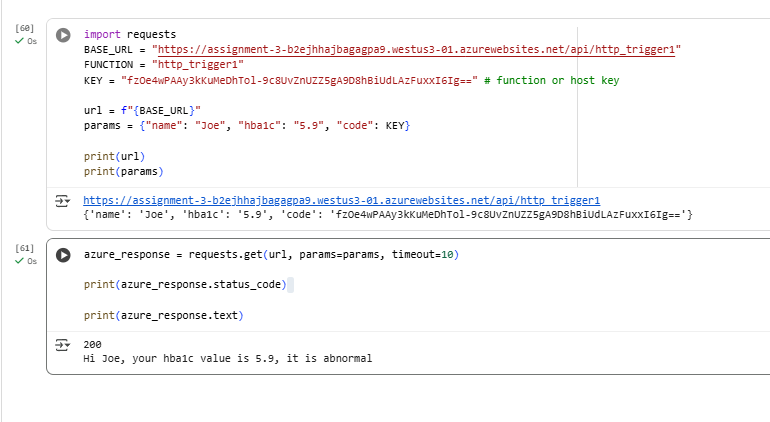 [60]
0s
import requests
BASE_URL = "https://assignment-3-b2ejhhajbagagpa9.westus3-01.azurewebsites.net/api/http_trigger1"
FUNCTION = "http_trigger1"
KEY = "fzOe4wPAAy3kKuMeDhTol-9c8UvZnUZZ5gA9D8hBiUdLAzFuxxI6Ig==" # function or host key
url = f"{BASE_URL}"
params = {"name": "Joe", "hba1c": "5.9", "code": KEY}
print(url)
print(params)
https://assignment-3-b2ejhhajbagagpa9.westus3-01.azurewebsites.net/api/http_trigger1
{'name': 'Joe', 'hba1c': '5.9', 'code': 'fzOe4wPAAy3kKuMeDhTol-9c8UvZnUZZ5gA9D8hBiUdLAzFuxxI6Ig=='}
[61]
0s
azure_response = requests.get(url, params=params, timeout=10)
print(azure_response.status_code)
print(azure_response.text)
200
Hi Joe, your hba1c value is 5.9, it is abnormal